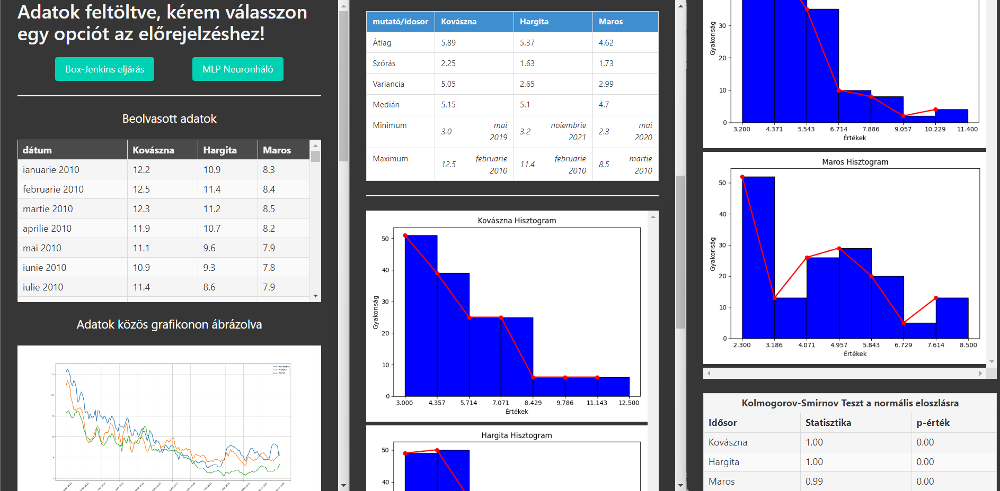 Adatok feltöltve, kérem válasszon
egy opciót az előrejelzéshez!
Box-Jenkins eljárás
MLP Neuronháló
Beolvasott adatok
dátum Kovászna Hargita Maros
ianuarie 2010 12.2 10.9 8.3
februarie 2010 12.5 11.4 8.4
martie 2010 12.3 11.2 8.5
aprilie 2010 11.9 10.7 8.2
mai 2010 11.1 9.6 7.9
iunie 2010 10.9 9.3 7.8
iulie 2010 11.4 8.6 7.9
Adatok közös grafikonon ábrázolva
Kovászna
Hargita
Maros
12
10
8
6
4
2
mutató/idosor Kovászna Hargita Maros
Átlag 5.89 5.37 4.62
Szórás 2.25 1.63 1.73
Variancia 5.05 2.65 2.99
Medián 5.15 5.1 4.7
Minimum 3.0 mai 2019 3.2 noiembrie 2021 2.3 mai 2020
Maximum 12.5 februarie 2010 11.4 februarie 2010 8.5 martie 2010
Kovászna Hisztogram
Gyakoriság
50
40
30
20
10
0
3.000 4.357 5.714 7.071 8.429 9.786 11.143 12.500
Értékek
Hargita Hisztogram
50
40
Gyakoriság
30
20
10
0
3.200 4.371 5.543 6.714 7.886 9.057 10.229 11.400
Értékek
Maros Hisztogram
Gyakoriság
50
40
30
20
10
0
2.300 3.186 4.071 4.957 5.843 6.729 7.614 8.500
Értékek
Kolmogorov-Smirnov Teszt a normális eloszlásra
Idősor Statisztika p-érték
Kovászna 1.00 0.00
Hargita 1.00 0.00
Maros 0.99 0.00